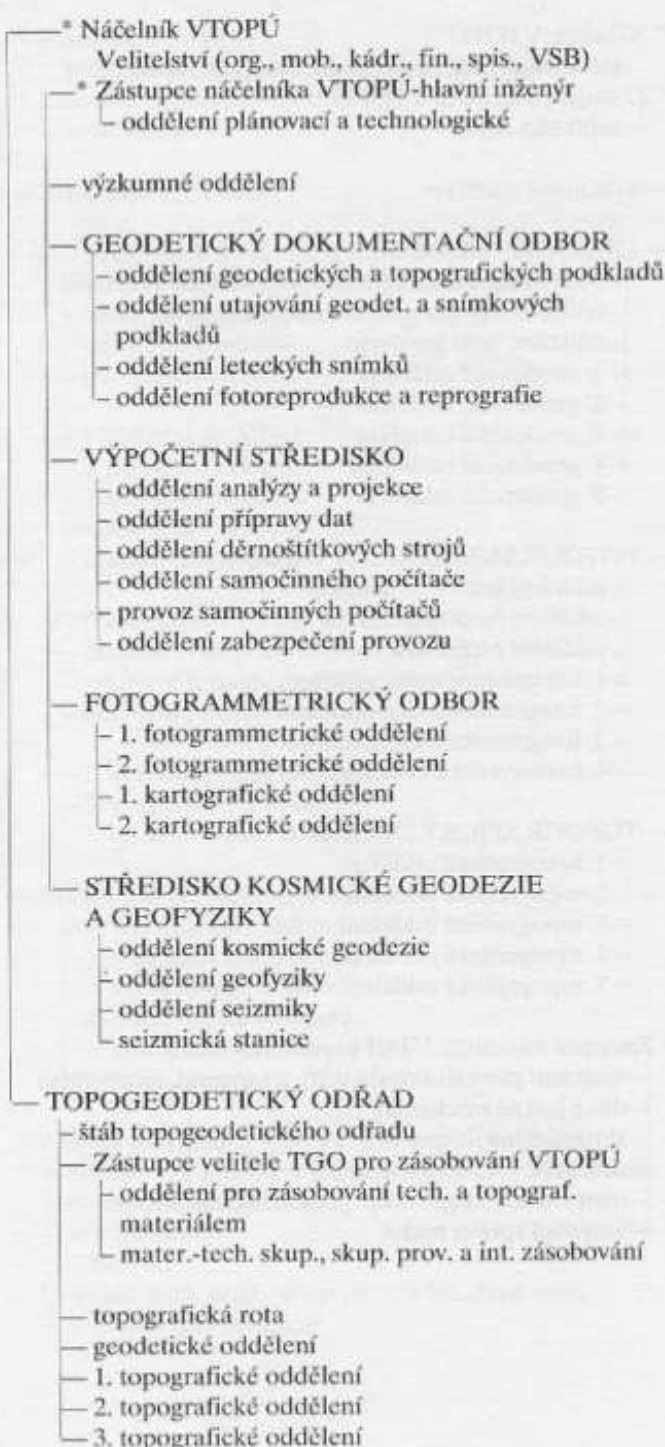 * Náčelník VTOPÚ
Velitelství (org., mob., kádr., fin., spis., VSB)
* Zástupce náčelníka VTOPÚ-hlavní inženýr
– oddělení plánovací a technologické
výzkumné oddělení
GEODETICKÝ DOKUMENTAČNÍ ODBOR
– oddělení geodetických a topografických podkladů
– oddělení utajování geodet. a snímkových
podkladů
– oddělení leteckých snímků
– oddělení fotoreprodukce a reprografie
VÝPOČETNÍ STŘEDISKO
– oddělení analýzy a projekce
– oddělení přípravy dat
– oddělení děrnoštítkových strojů
– oddělení samočinného počítače
– provoz samočinných počítačů
– oddělení zabezpečení provozu
FOTOGRAMMETRICKÝ ODBOR
– 1. fotogrammetrické oddělení
– 2. fotogrammetrické oddělení
– 1. kartografické oddělení
– 2. kartografické oddělení
STŘEDISKO KOSMICKÉ GEODEZIE
A GEOFYZIKY
– oddělení kosmické geodezie
– oddělení geofyziky
– oddělení seizmiky
– seizmická stanice
TOPOGEODETICKÝ ODŘAD
– štáb topogeodetického odřadu
– Zástupce velitele TGO pro zásobování VTOPÚ
– oddělení pro zásobování tech. a topograf.
materiálem
– mater.-tech. skup., skup. prov. a int. zásobování
– topografická rota
– geodetické oddělení
– 1. topografické oddělení
– 2. topografické oddělení
– 3. topografické oddělení